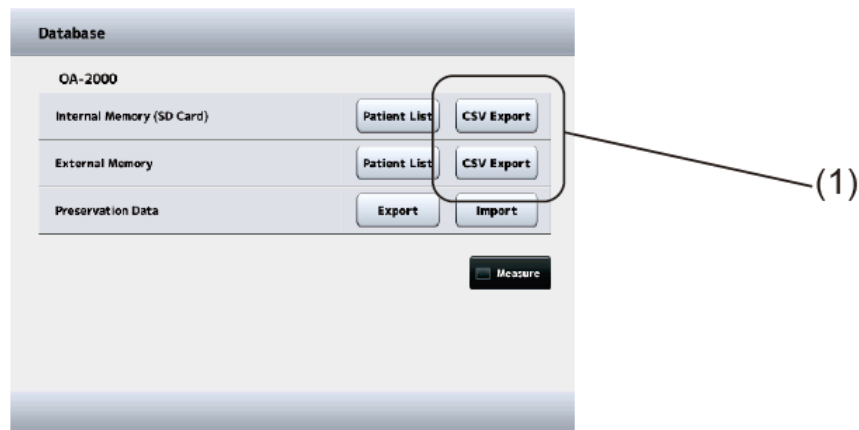 Database
OA-2000
Internal Memory (SD Card) Patient List CSV Export
External Memory Patient List CSV Export
(1)
Preservation Data Export Import
Measure